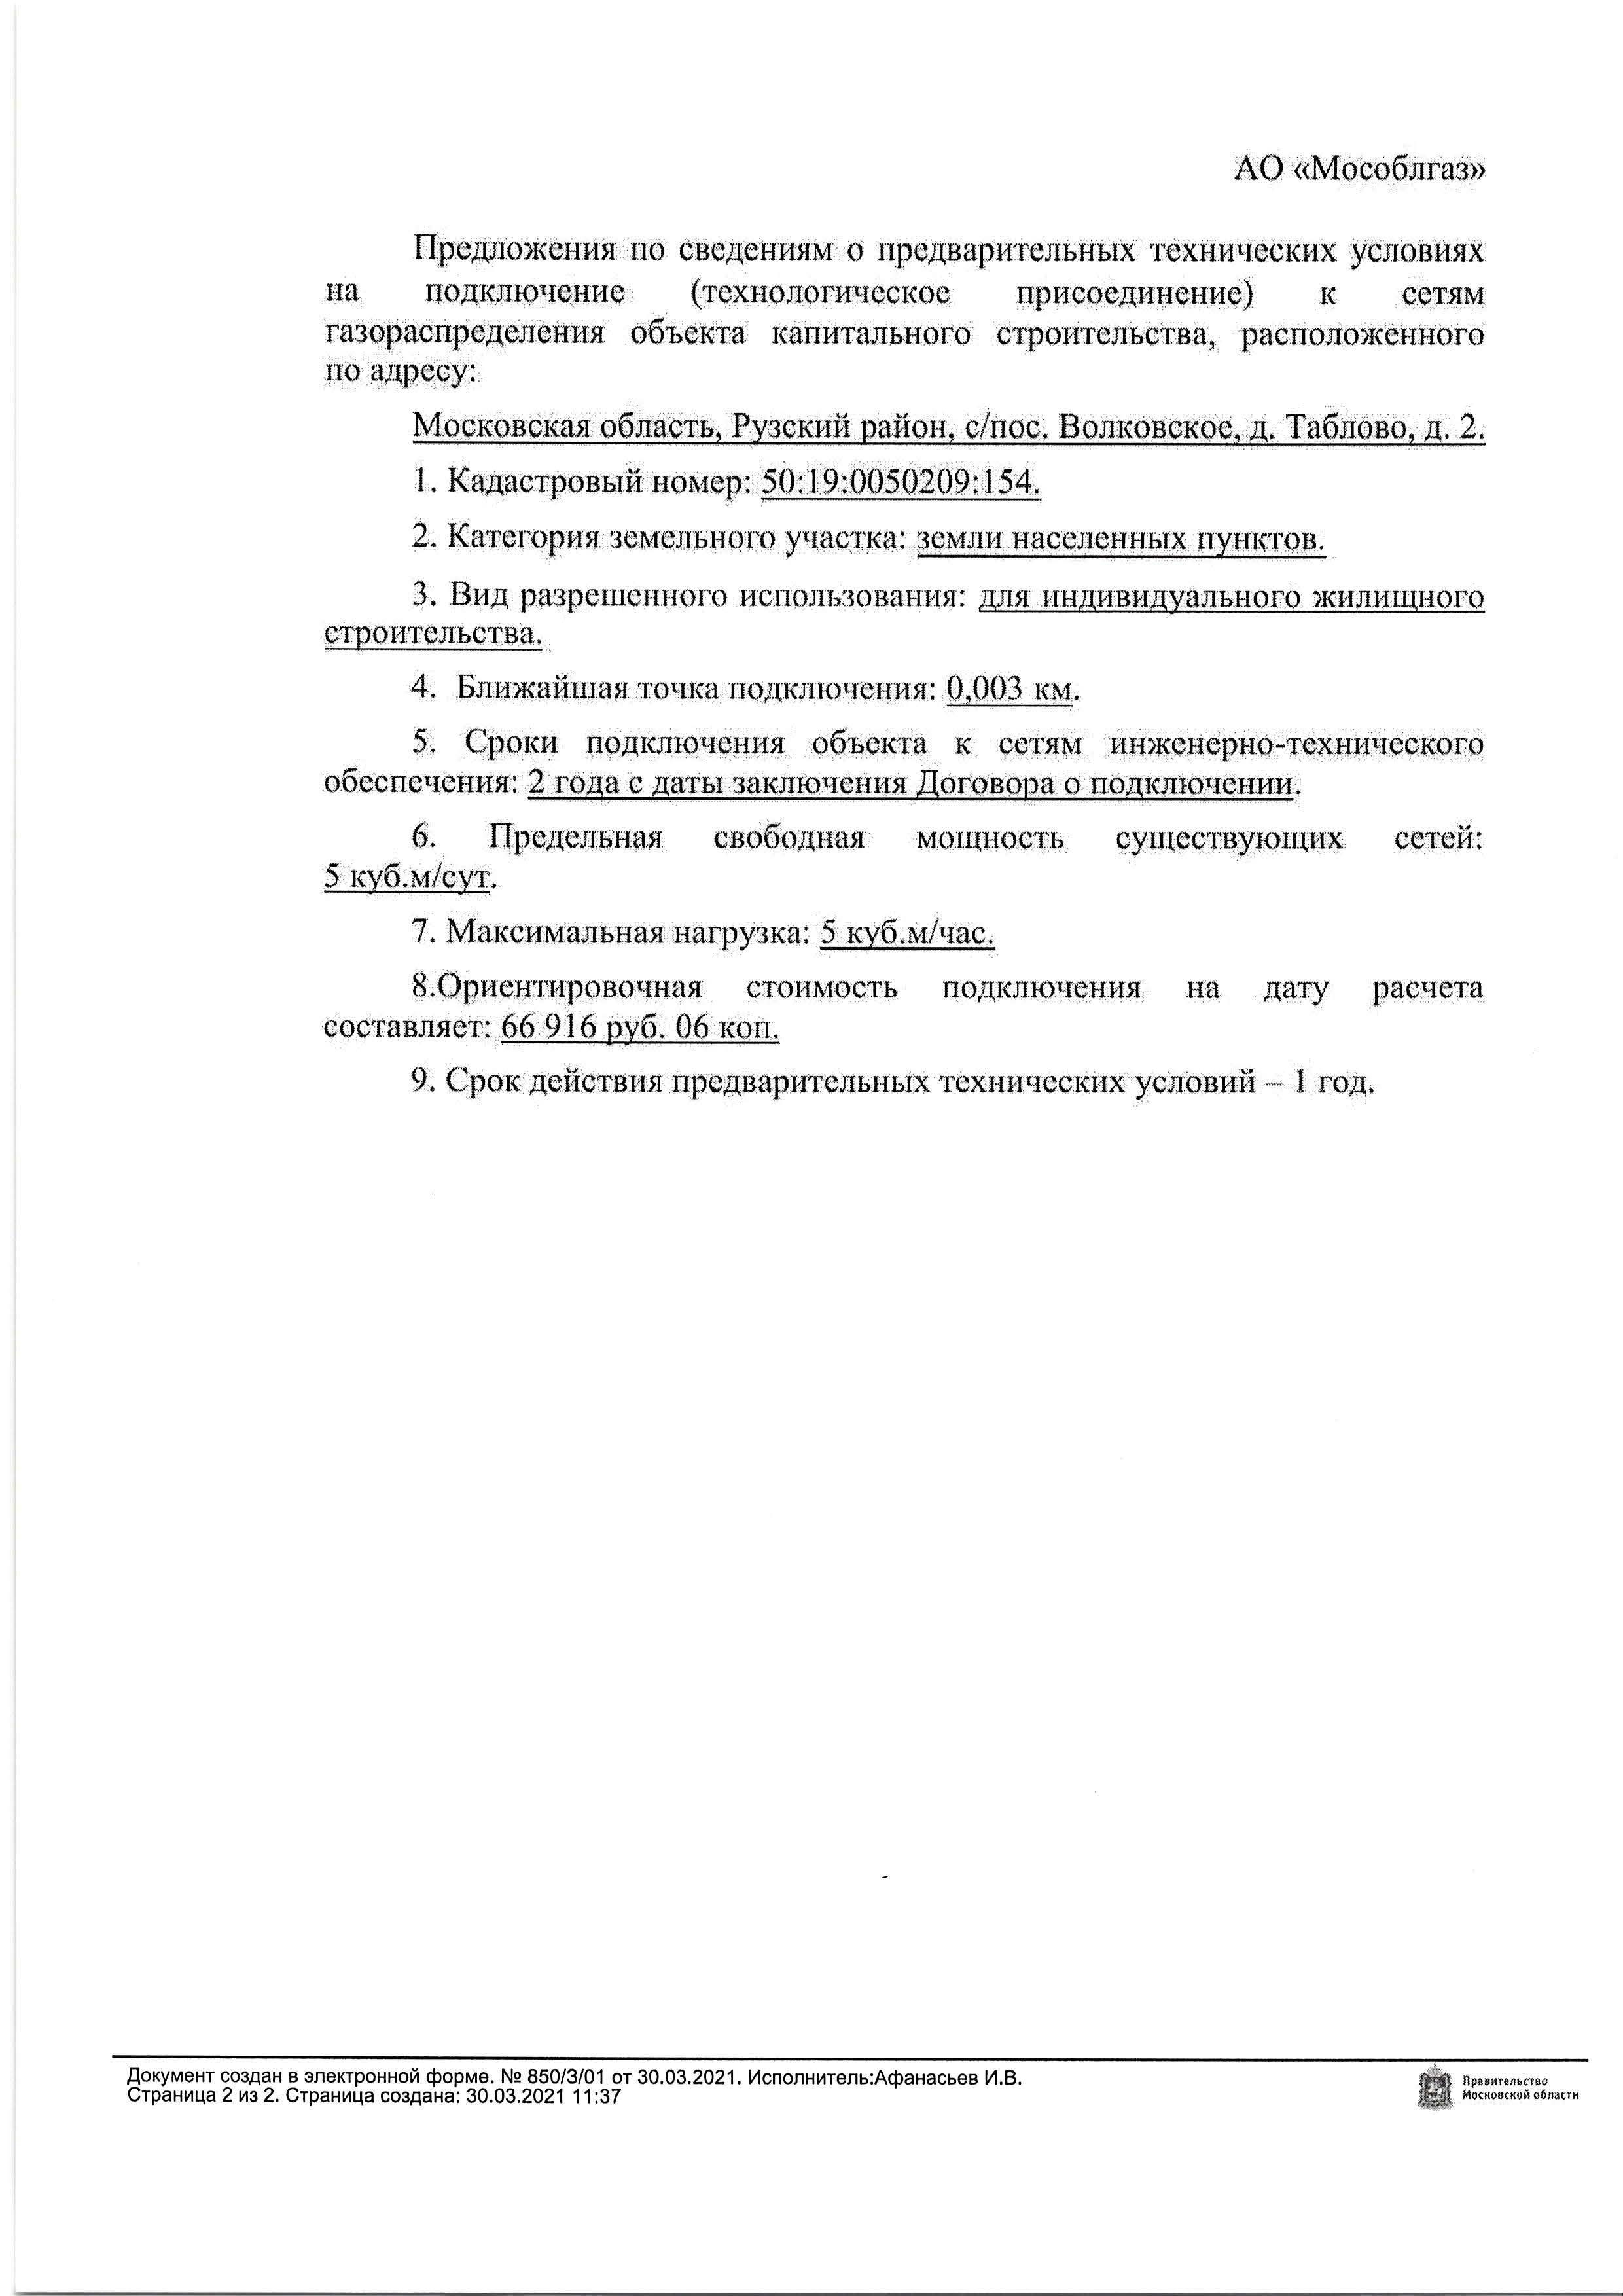 АО «Мособлгаз»
Предложения по сведениям о предварительных технических условиях
на подключение (технологическое присоединение) к сетям
газораспределения объекта капитального строительства, расположенного
по адресу:
Московская область, Рузский район, с/пос. Волковское, д. Таблово, д. 2.
1. Кадастровый номер: 50:19:0050209:154.
2. Категория земельного участка: земли населенных пунктов.
3. Вид разрешенного использования: для индивидуального жилищного
строительства.
4. Ближайшая точка подключения: 0,003 км.
5. Сроки подключения объекта к сетям инженерно-технического
обеспечения: 2 года с даты заключения Договора о подключении.
6. Предельная свободная мощность существующих сетей:
5 куб.м/сут.
7. Максимальная нагрузка: 5 куб.м/час.
8.Ориентировочная стоимость подключения на дату расчета
составляет: 66 916 руб. 06 коп.
9. Срок действия предварительных технических условий – 1 год.
Документ создан в электронной форме. № 850/3/01 от 30.03.2021. Исполнитель:Афанасьев И.В.
Страница 2 из 2. Страница создана: 30.03.2021 11:37
Правительство
Московской области